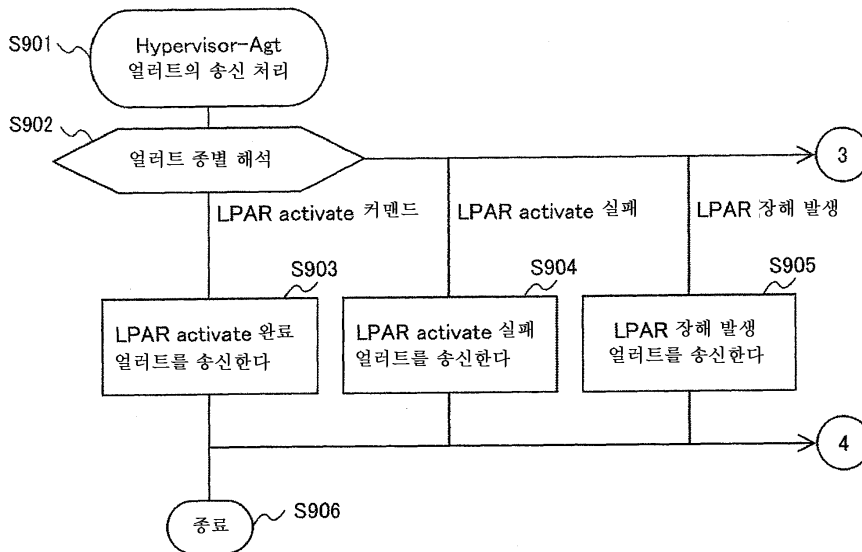 S901
Hypervisor-Agt
얼러트의 송신 처리
S902
얼러트 종별 해석
3
LPAR activate 커맨드
LPAR activate 실패
LPAR 장해 발생
S903
S904
S905
LPAR activate 완료
얼러트를 송신한다
LPAR activate 실패
얼러트를 송신한다
LPAR 장해 발생
얼러트를 송신한다
4
종료
S906